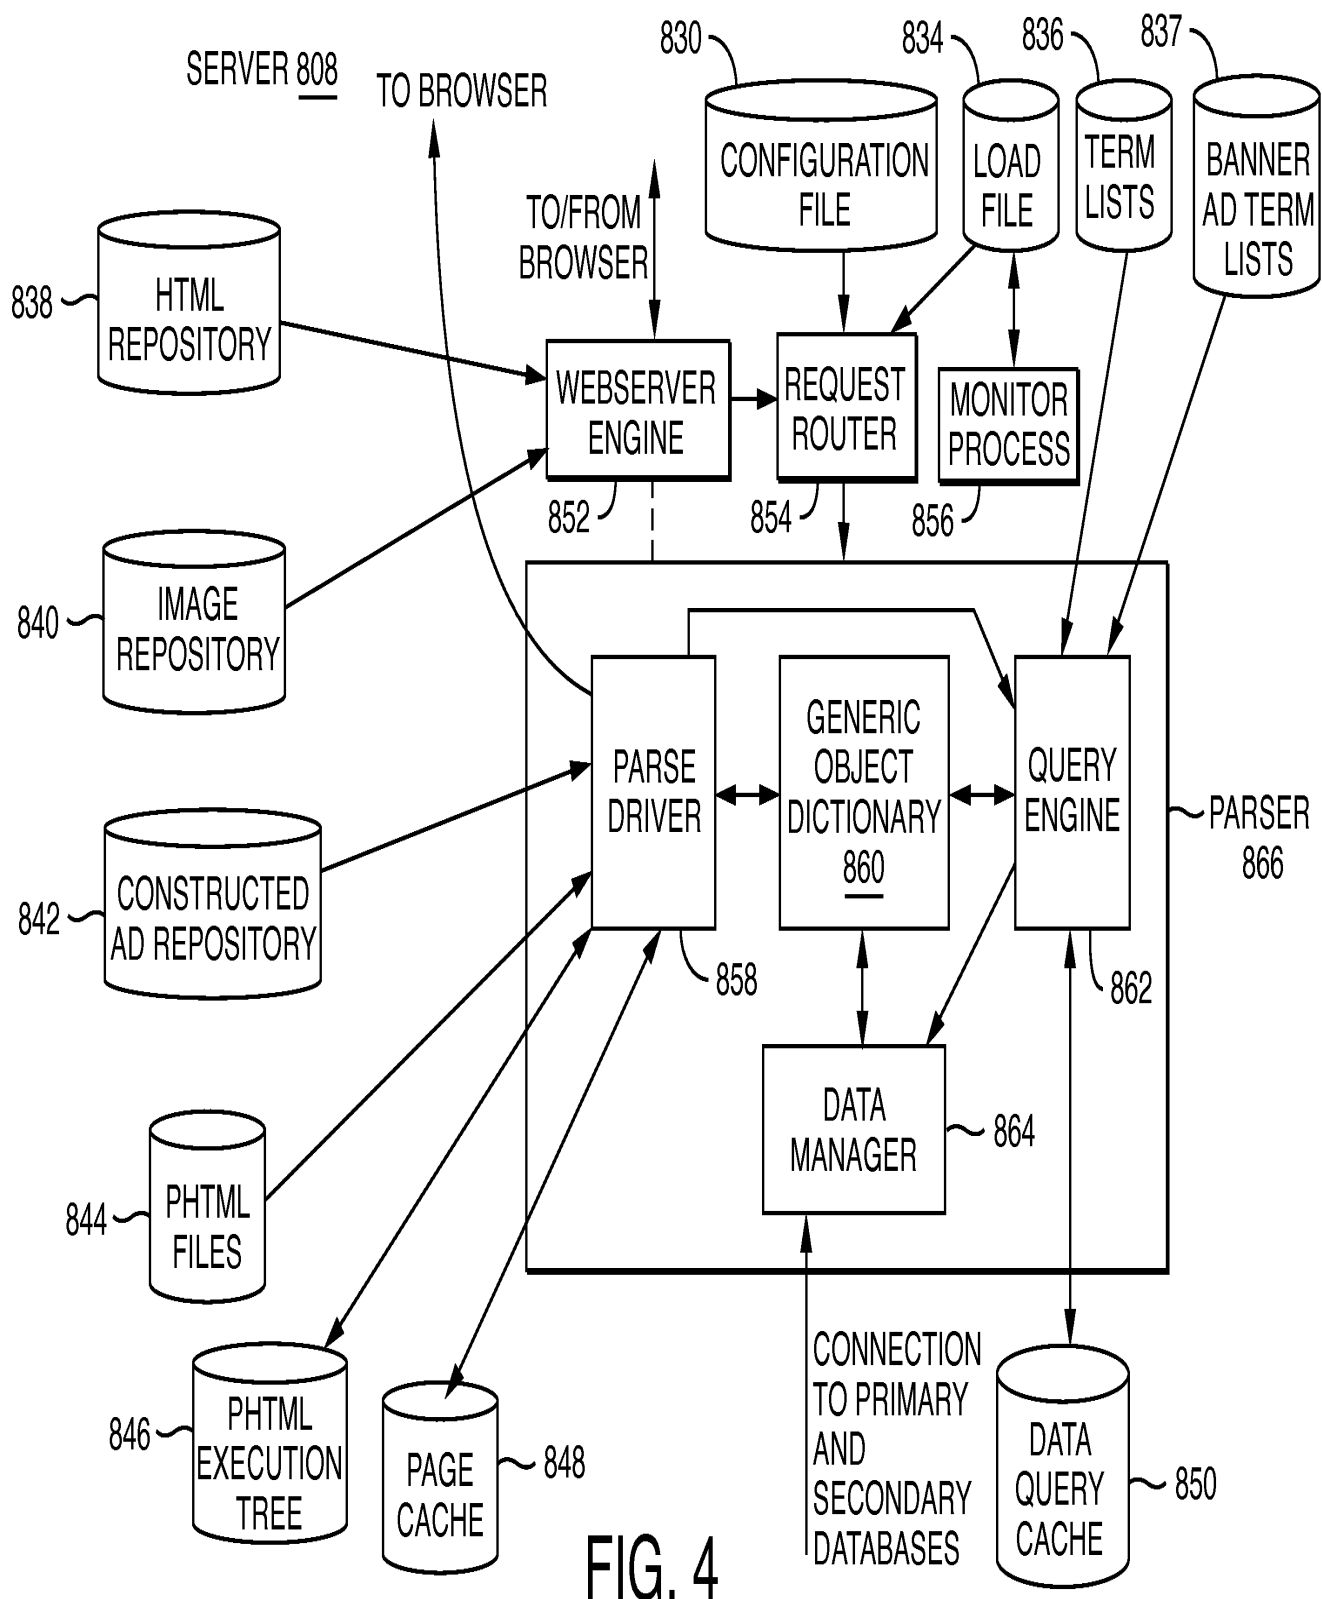 SERVER 808
TO BROWSER
830
834
836
837
CONFIGURATION
FILE
LOAD
FILE
TERM
LISTS
BANNER
AD TERM
LISTS
TO/FROM
BROWSER
838
HTML
REPOSITORY
WEBSERVER
ENGINE
852
REQUEST
ROUTER
854
MONITOR
PROCESS
856
840
IMAGE
REPOSITORY
PARSE
DRIVER
858
GENERIC
OBJECT
DICTIONARY
860
QUERY
ENGINE
862
PARSER
866
842
CONSTRUCTED
AD REPOSITORY
DATA
MANAGER
864
844
PHTML
FILES
846
PHTML
EXECUTION
TREE
PAGE
CACHE
848
CONNECTION
TO PRIMARY
AND
SECONDARY
DATABASES
DATA
QUERY
CACHE
850
FIG. 4